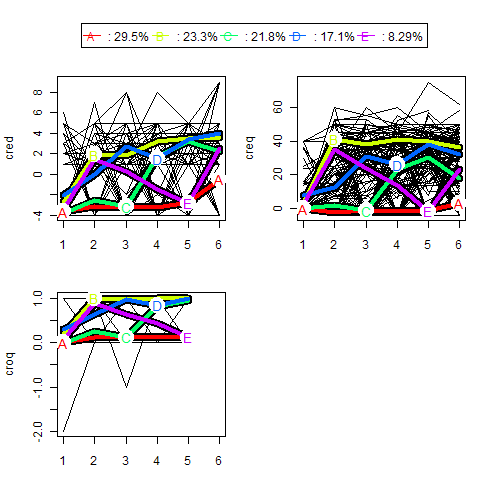 A : 29.5% B : 23.3% C : 21.8% D : 17.1% E : 8.29%
cred
8
6
4
2
0
-4
A B C D E A
1 2 3 4 5 6
creq
60
40
20
0
A B C D E A
1 2 3 4 5 6
croq
1.0
0.0
-1.0
-2.0
A B C D E
1 2 3 4 5 6